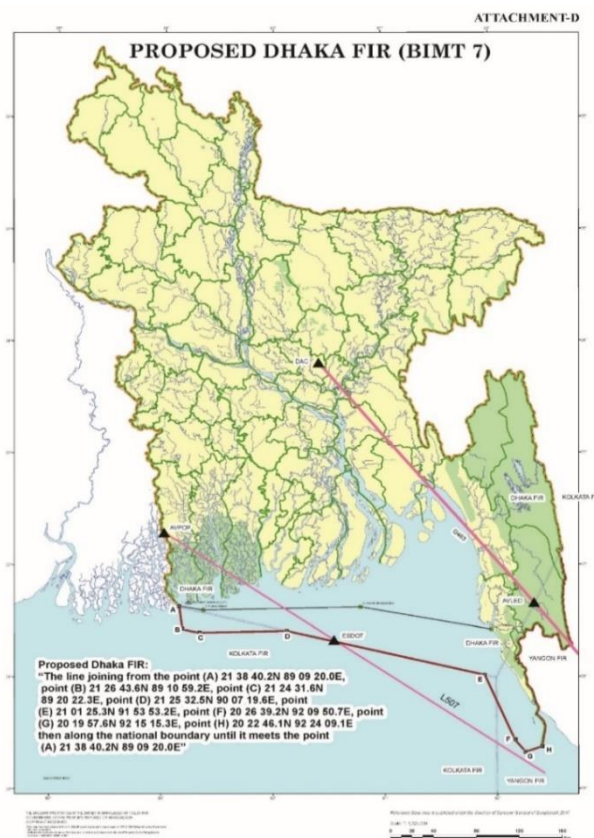 ATTACHMENT-D
PROPOSED DHAKA FIR (BIMT 7)
DAC
DHAKA FIR
KOLKATA F
AVPOP
G463
DHAKA FIR
AVLED
A
B
C
D
ESDOT
DHAKA FIR
YANGON FIR
KOLKATA FIR
E
L507
F
G
H
KOLKATA FIR
YANGON FIR
Proposed Dhaka FIR:
“The line joining from the point (A) 21 38 40.2N 89 09 20.0E,
point (B) 21 26 43.6N 89 10 59.2E, point (C) 21 24 31.6N
89 20 22.3E, point (D) 21 25 32.5N 90 07 19.6E, point
(E) 21 01 25.3N 91 53 53.2E, point (F) 20 26 39.2N 92 09 50.7E, point
(G) 20 19 57.6N 92 15 15.3E, point (H) 20 22 46.1N 92 24 09.1E
then along the national boundary until it meets the point
(A) 21 38 40.2N 89 09 20.0E”